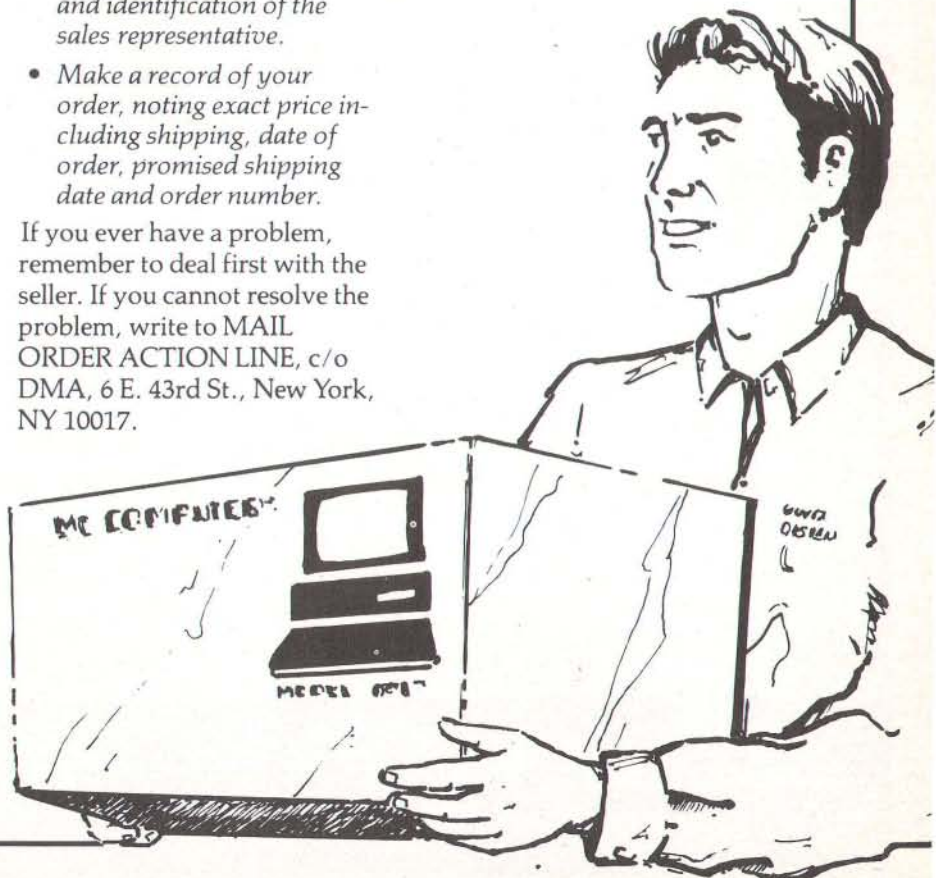 and identification of the
sales representative.
• Make a record of your
order, noting exact price in-
cluding shipping, date of
order, promised shipping
date and order number.
If you ever have a problem,
remember to deal first with the
seller. If you cannot resolve the
problem, write to MAIL
ORDER ACTION LINE, c/o
DMA, 6 E. 43rd St., New York,
NY 10017.